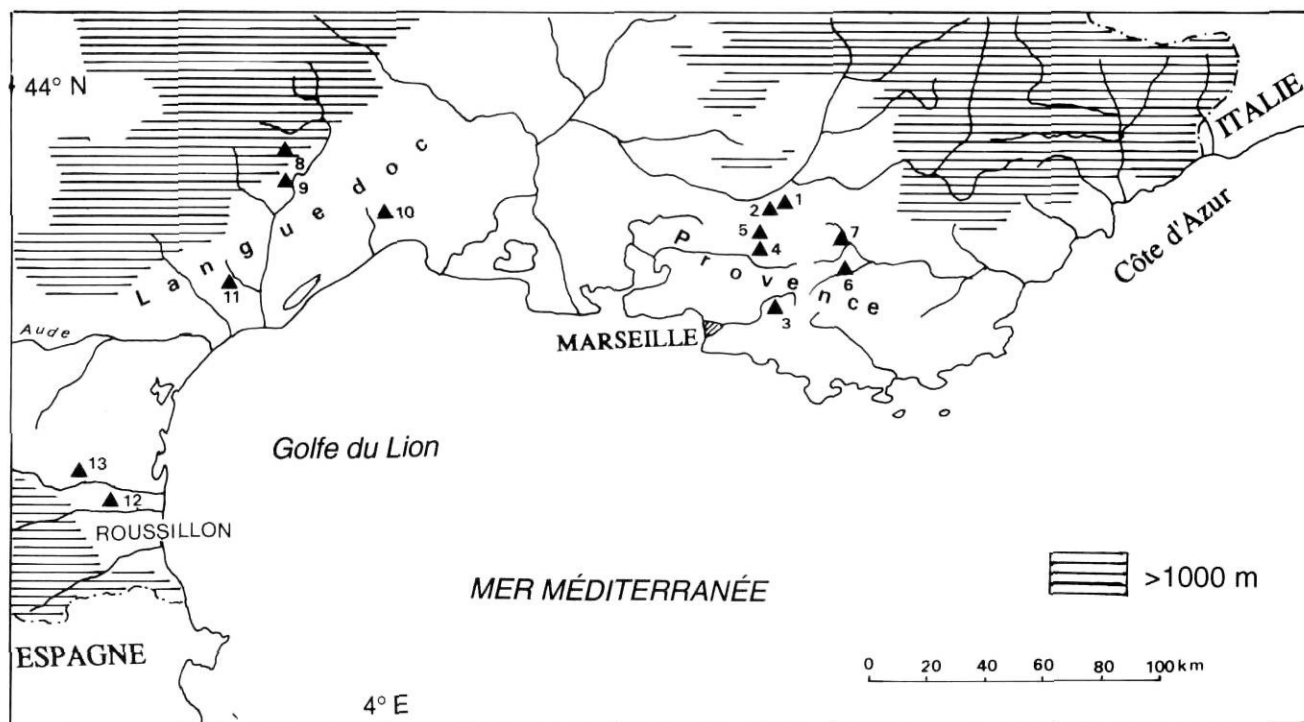 44° N
ITALIE
8
9
10
1
2
5
7
4
6
3
11
Languedoc
Provence
Côte d'Azur
Aude
MARSEILLE
Golfe du Lion
13
12
ROUSSILLON
MER MÉDITERRANÉE
>1000 m
ESPAGNE
0 20 40 60 80 100 km
4° E